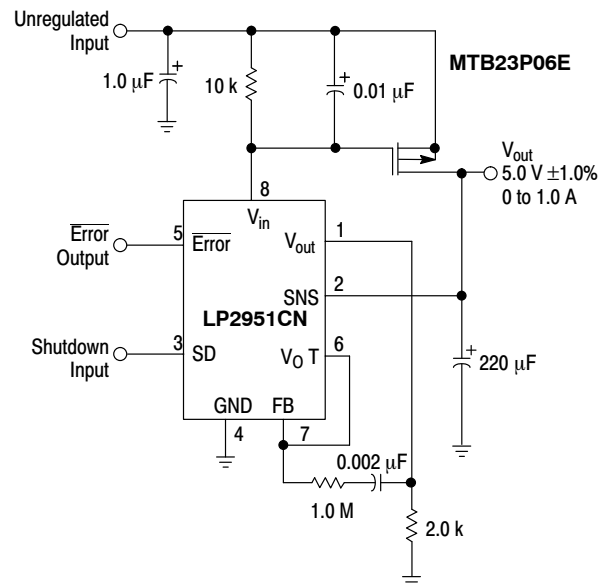 Unregulated
Input
MTB23P06E
1.0 µF
+
10 k
+
0.01 µF
Vout
5.0 V ±1.0%
0 to 1.0 A
8
Vin
Error
Output
5
Error
Vout
1
SNS
2
LP2951CN
Shutdown
Input
3
SD
VO T
6
+
220 µF
GND
FB
4
7
0.002 µF
1.0 M
2.0 k